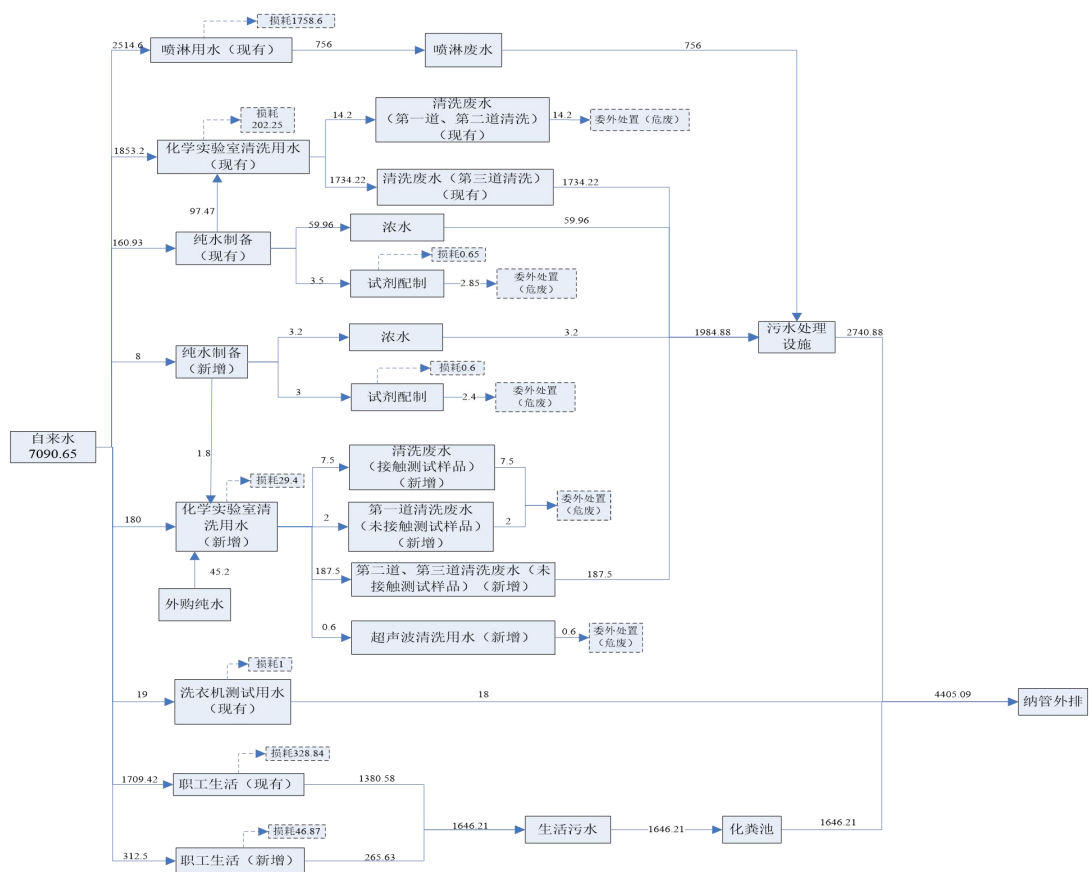 损耗1758.6
2514.6
喷淋用水（现有）
756
喷淋废水
756
损耗
202.25
1853.2
化学实验室清洗用水
（现有）
14.2
清洗废水
（第一道、第二道清洗）
（现有）
14.2
委外处置（危废）
1734.22
清洗废水（第三道清洗）
（现有）
1734.22
97.47
160.93
纯水制备
（现有）
59.96
浓水
59.96
损耗0.65
3.5
试剂配制
2.85
委外处置
（危废）
8
纯水制备
（新增）
3.2
浓水
3.2
1984.88
污水处理
设施
2740.88
损耗0.6
3
试剂配制
2.4
委外处置
（危废）
自来水
7090.65
1.8
损耗29.4
180
化学实验室清
洗用水
（新增）
7.5
清洗废水
（接触测试样品）
（新增）
7.5
2
第一道清洗废水
（未接触测试样品）
（新增）
2
委外处置
（危废）
187.5
第二道、第三道清洗废水（未
接触测试样品）（新增）
187.5
45.2
外购纯水
0.6
超声波清洗用水（新增）
0.6
委外处置
（危废）
损耗1
19
洗衣机测试用水
（现有）
18
4405.09
纳管外排
损耗328.84
1709.42
职工生活（现有）
1380.58
1646.21
生活污水
1646.21
化粪池
1646.21
损耗46.87
312.5
职工生活（新增）
265.63